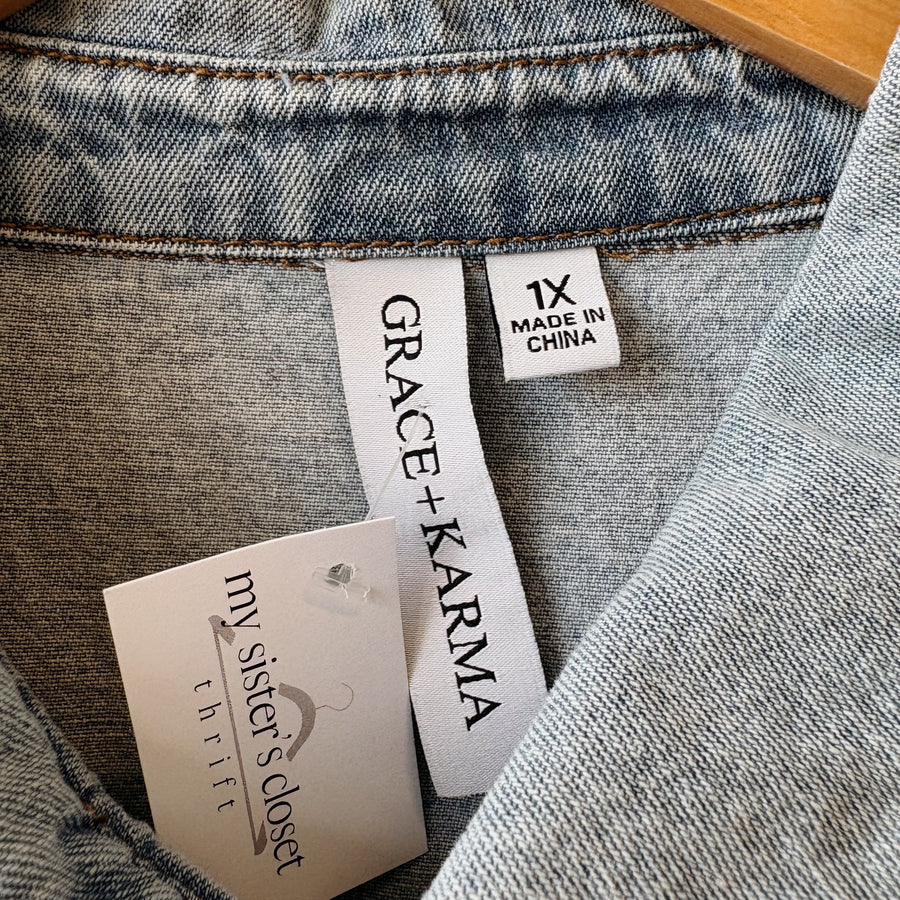 GRACE+KARMA
1X
MADE IN
CHINA
my sister's closet
thrift